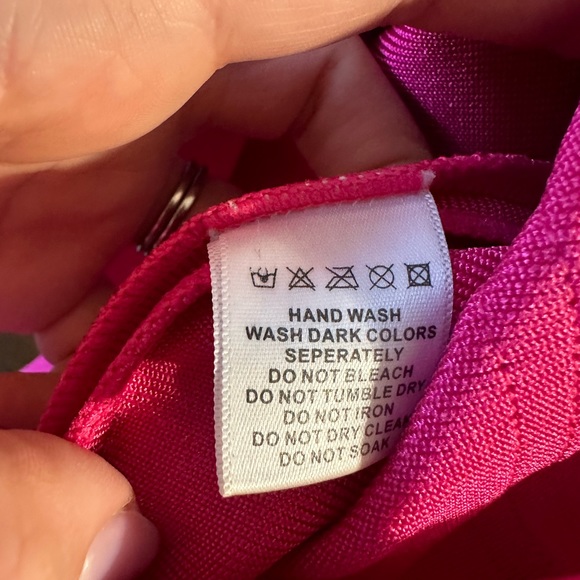 HAND WASH
WASH DARK COLORS
SEPERATELY
DO NOT BLEACH
DO NOT TUMBLE DRY
DO NOT IRON
DO NOT DRY CLEAN
DO NOT SOAK